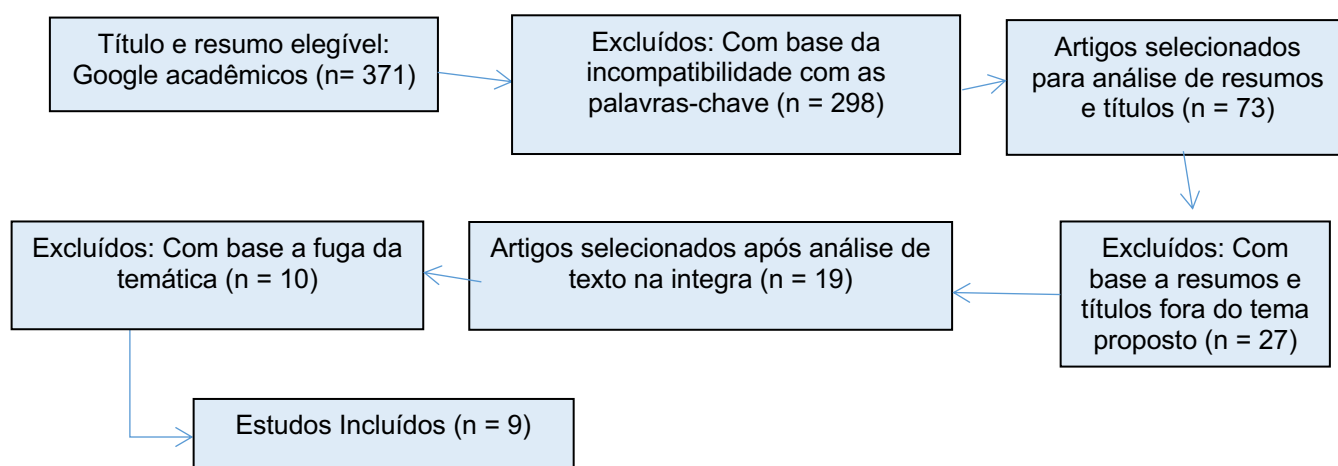 Título e resumo elegível:
Google acadêmicos (n= 371)
Excluídos: Com base da
incompatibilidade com as
palavras-chave (n = 298)
Artigos selecionados
para análise de resumos
e títulos (n = 73)
Excluídos: Com
base a resumos e
títulos fora do tema
proposto (n = 27)
Artigos selecionados após análise de
texto na integra (n = 19)
Excluídos: Com base a fuga da
temática (n = 10)
Estudos Incluídos (n = 9)